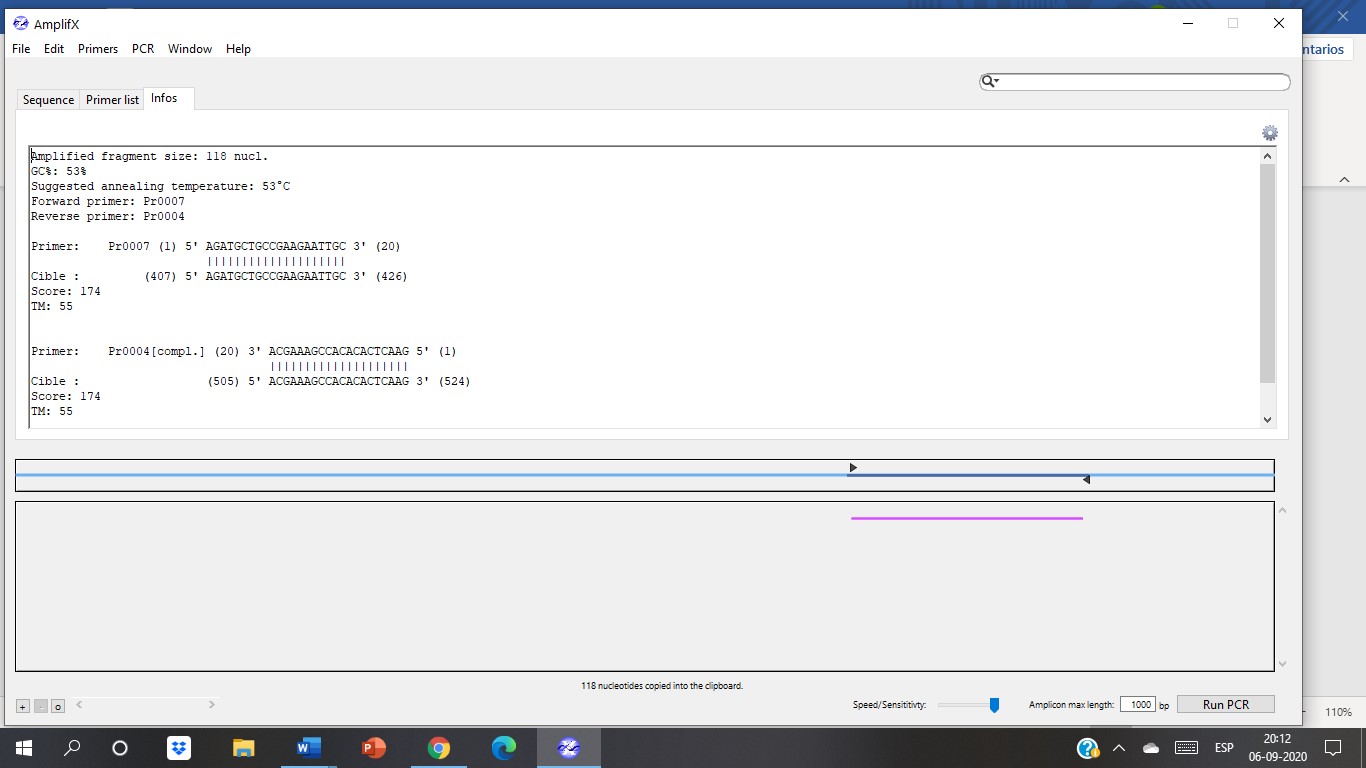 AmplifX
File Edit Primers PCR Window Help
ntarios
Sequence Primer list Infos
Amplified fragment size: 118 nucl.
GC%: 53%
Suggested annealing temperature: 53°C
Forward primer: Pr0007
Reverse primer: Pr0004
Primer: Pr0007 (1) 5' AGATGCTGCCGAAGAATTGC 3' (20)
||||||||||||||||||||
Cible : (407) 5' AGATGCTGCCGAAGAATTGC 3' (426)
Score: 174
TM: 55
Primer: Pr0004[compl.] (20) 3' ACGAAAGCCACACACTCAAG 5' (1)
||||||||||||||||||||
Cible : (505) 5' ACGAAAGCCACACACTCAAG 3' (524)
Score: 174
TM: 55
118 nucleotides copied into the clipboard.
+ - o
Speed/Sensititivty: Amplicon max length: 1000 bp Run PCR
110%
ESP
20:12
06-09-2020